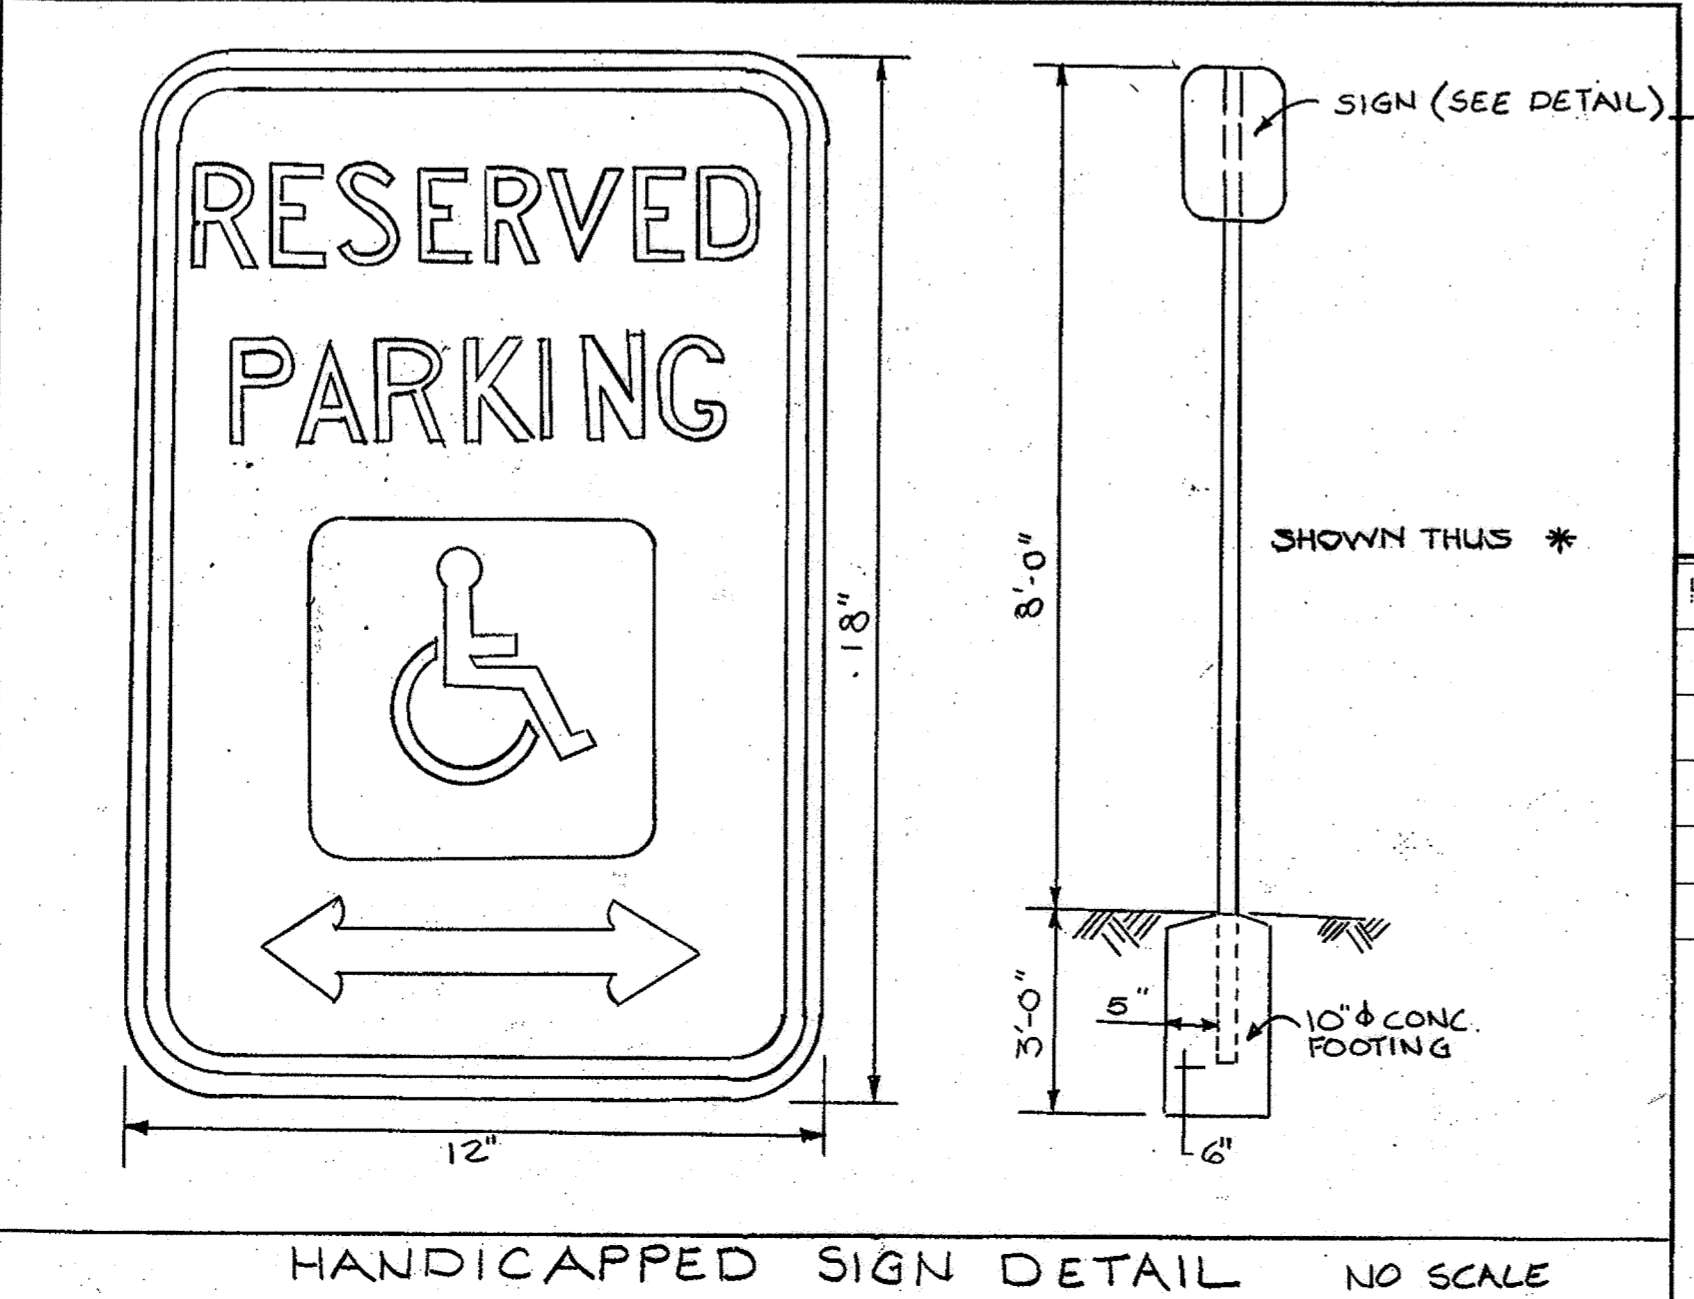 RESERVED
PARKING
18"
12"
SIGN (SEE DETAIL)
8'-0"
SHOWN THUS *
3'-0"
5"
10" ϕ CONC.
FOOTING
6"
HANDICAPPED SIGN DETAIL NO SCALE